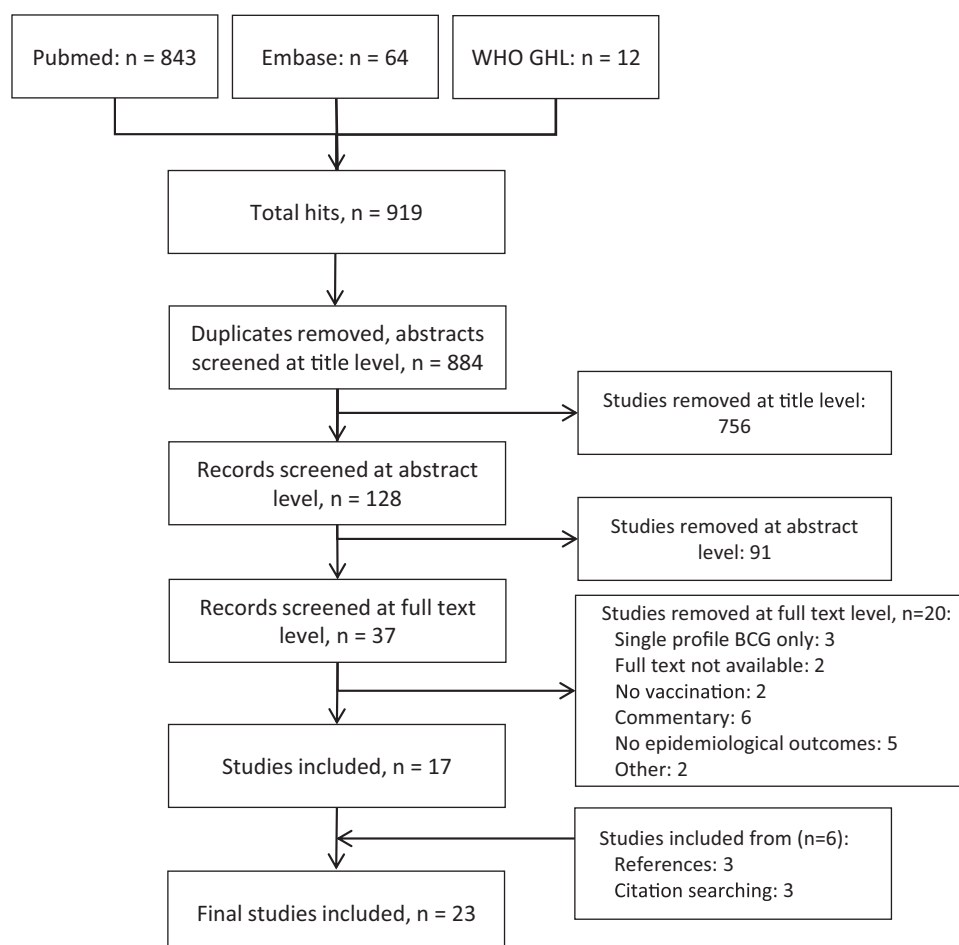 Pubmed: n = 843
Embase: n = 64
WHO GHL: n = 12
Total hits, n = 919
Duplicates removed, abstracts
screened at title level, n = 884
Studies removed at title level:
756
Records screened at abstract
level, n = 128
Studies removed at abstract
level: 91
Records screened at full text
level, n = 37
Studies removed at full text level, n=20:
Single profile BCG only: 3
Full text not available: 2
No vaccination: 2
Commentary: 6
No epidemiological outcomes: 5
Other: 2
Studies included, n = 17
Studies included from (n=6):
References: 3
Citation searching: 3
Final studies included, n = 23